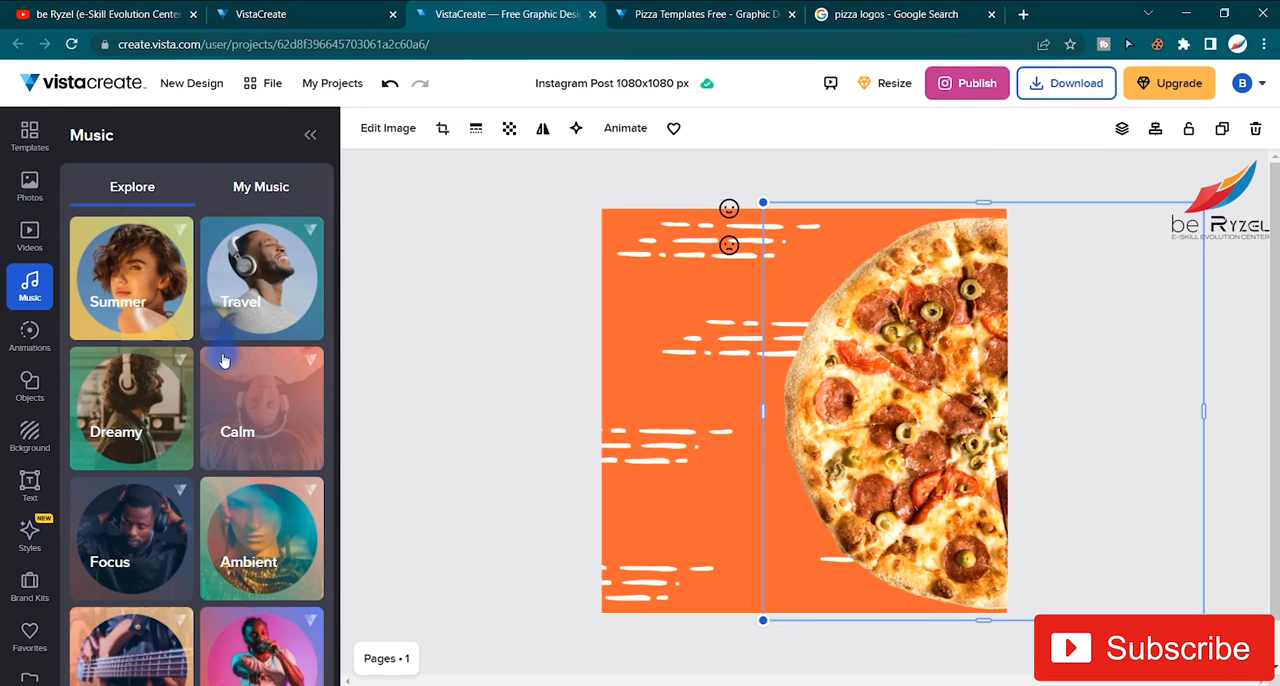 be Ryzel (e-Skill Evolution Center
VistaCreate
VistaCreate — Free Graphic Desi
Pizza Templates Free - Graphic D
pizza logos - Google Search
create.vista.com/user/projects/62d8f396645703061a2c60a6/
vistacreate
New Design
File
My Projects
Instagram Post 1080x1080 px
Resize
Publish
Download
Upgrade
B
Templates
Photos
Videos
Music
Animations
Objects
Bckground
Text
NEW
Styles
Brand Kits
Favorites
Music
Explore
My Music
Summer
Travel
Dreamy
Calm
Focus
Ambient
Edit Image
Animate
be RYZEL
E-SKILL EVOLUTION CENTER
Pages • 1
Subscribe